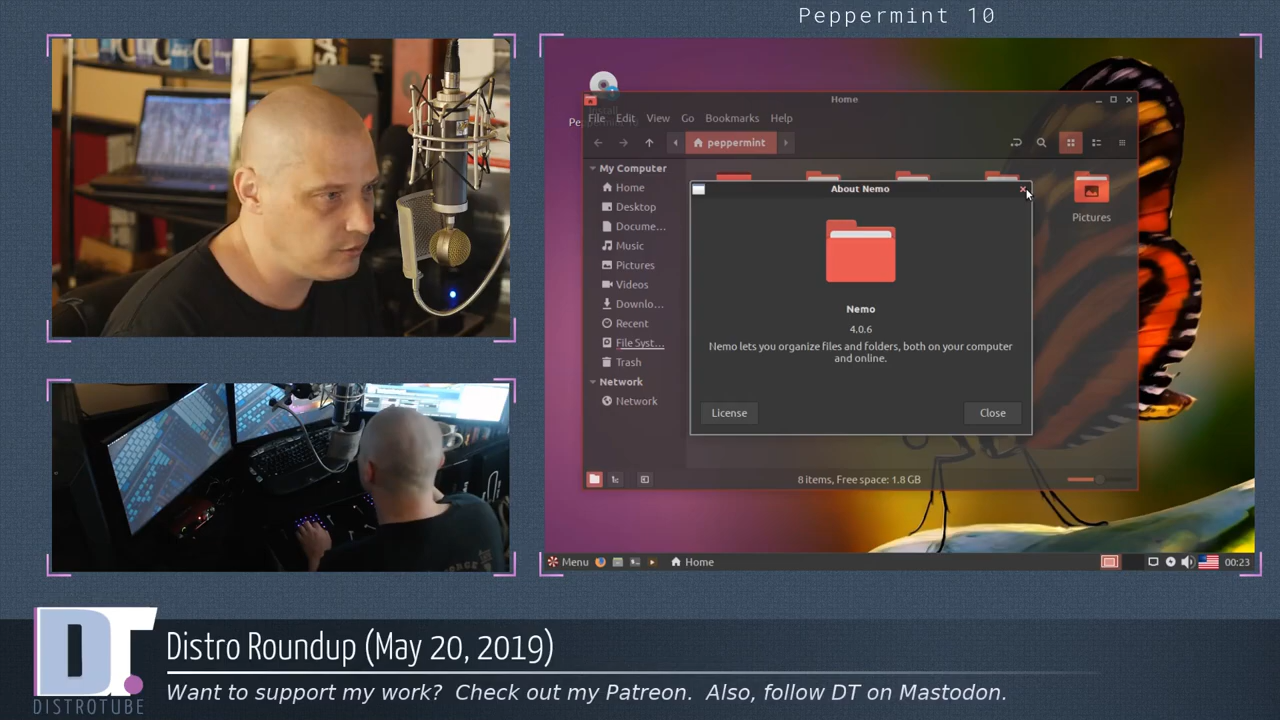 Peppermint 10
Home
File Edit View Go Bookmarks Help
peppermint
My Computer
Home
Desktop
Docume...
Music
Pictures
Videos
Downlo...
Recent
File Syst...
Trash
Network
Network
Pictures
About Nemo
Nemo
4.0.6
Nemo lets you organize files and folders, both on your computer
and online.
License
Close
8 items, Free space: 1.8 GB
Menu
Home
00:23
DT
DISTROTUBE
Distro Roundup (May 20, 2019)
Want to support my work? Check out my Patreon. Also, follow DT on Mastodon.